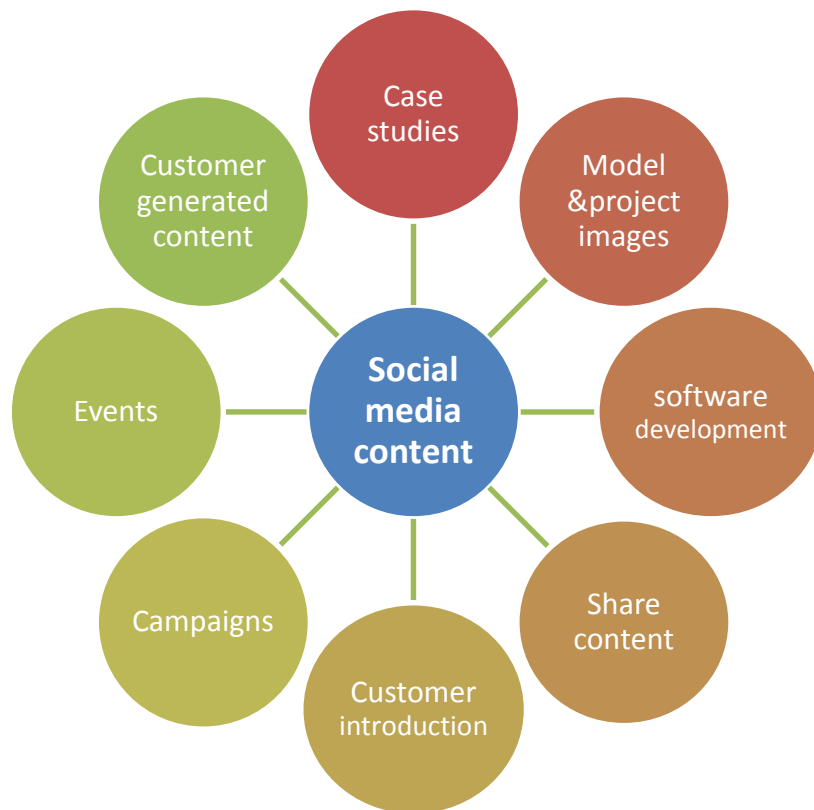 Case
studies
Model
&project
images
software
development
Share
content
Customer
introduction
Campaigns
Events
Customer
generated
content
Social
media
content